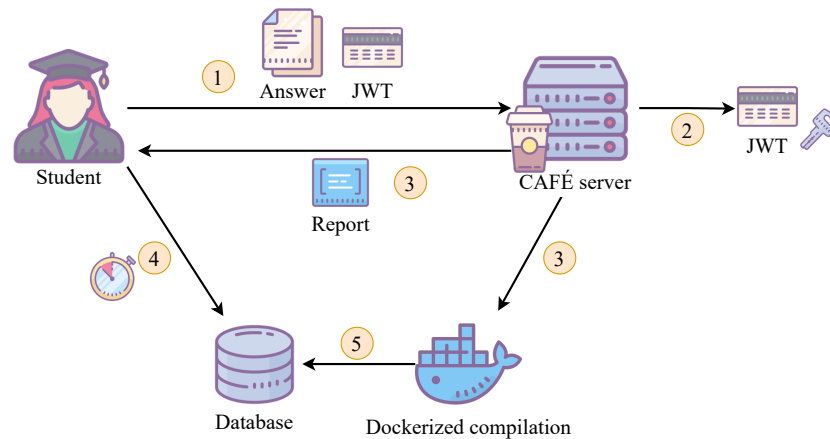 1
Answer
JWT
2
JWT
Student
3
Report
CAFÉ server
3
4
5
Database
Dockerized compilation